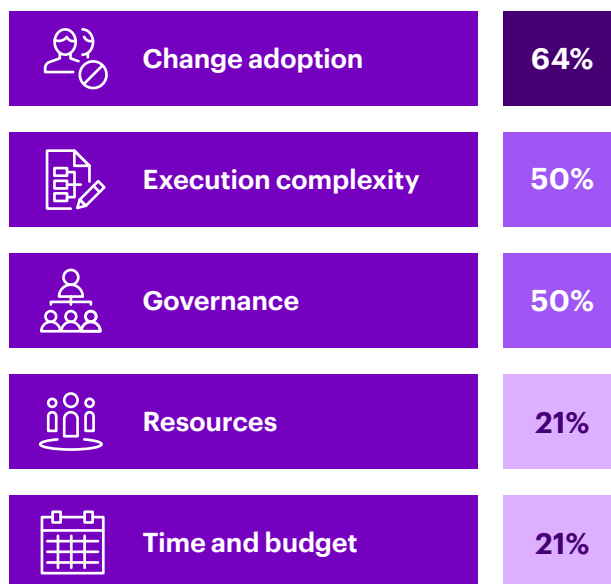 Change adoption 64%
Execution complexity 50%
Governance 50%
Resources 21%
Time and budget 21%